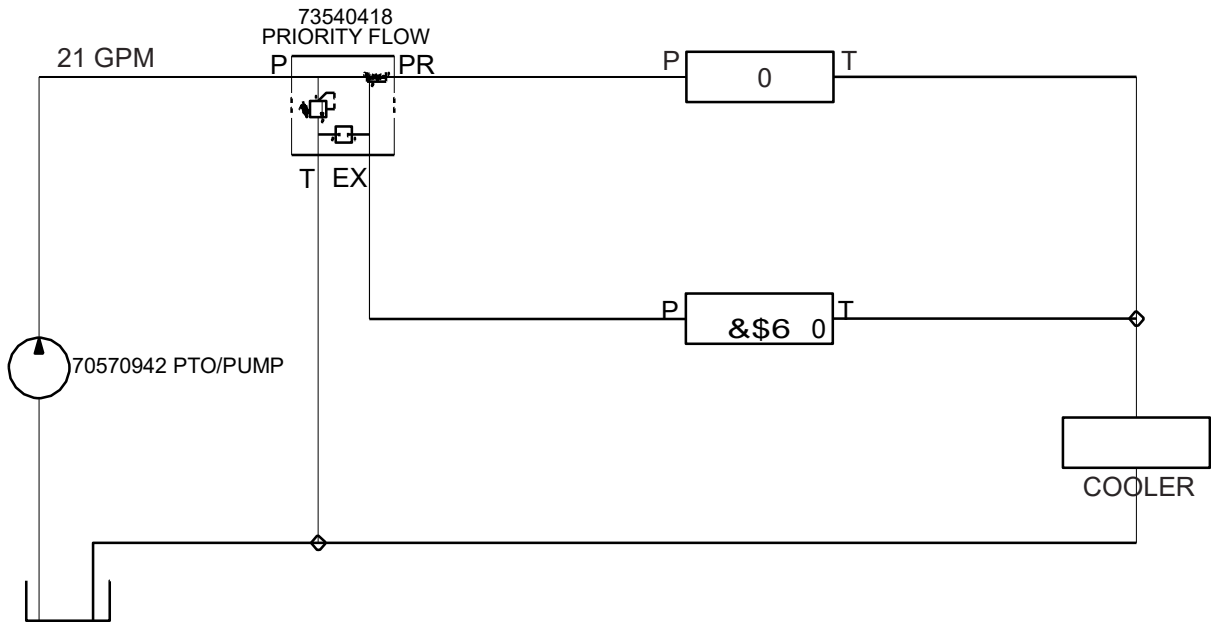 73540418
PRIORITY FLOW
21 GPM
P
PR
P
0
T
T
EX
P
&$6 0
T
70570942 PTO/PUMP
COOLER